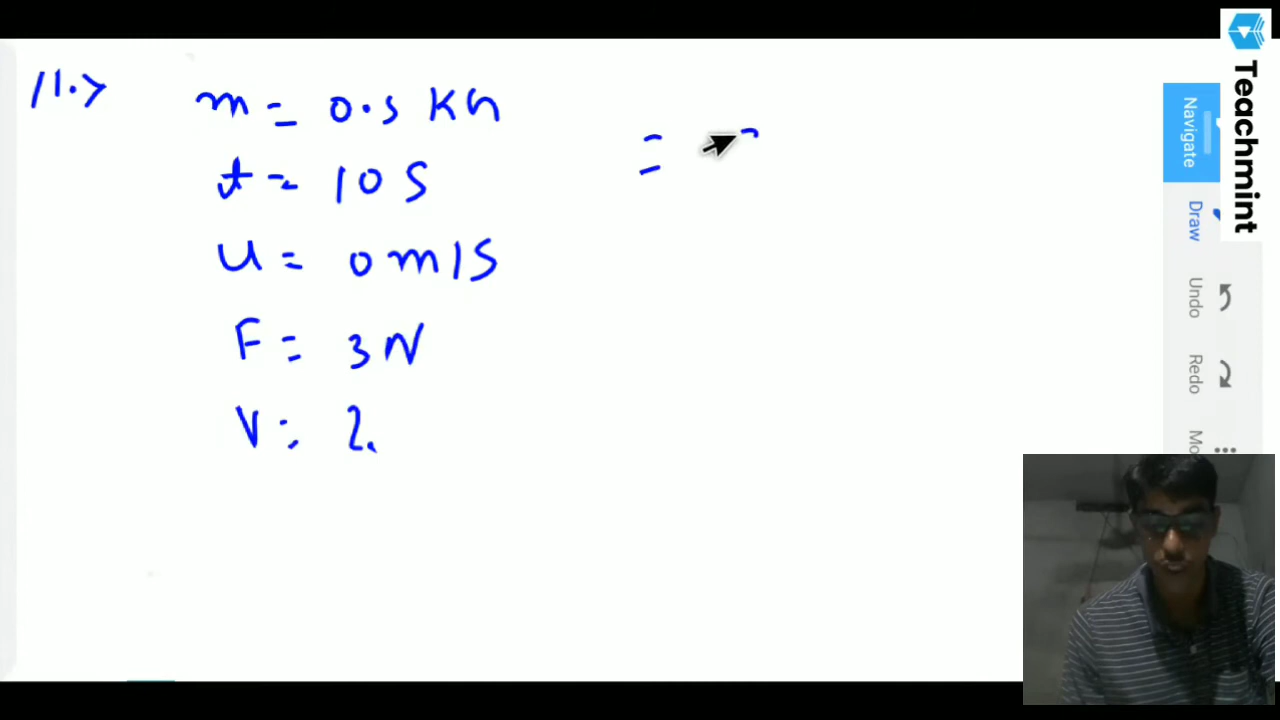 11.>
m = 0.5 KG
t = 10 S
u = 0 m/S
F = 3 N
V = 2.
=
Teachmint
Navigate
Draw
Undo
Redo